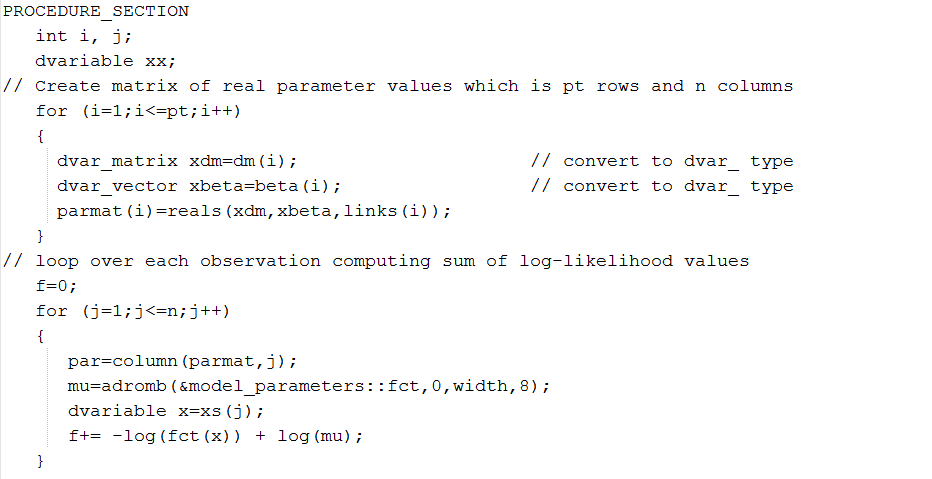 PROCEDURE_SECTION
int i, j;
dvariable xx;
// Create matrix of real parameter values which is pt rows and n columns
for (i=1;i<=pt;i++)
{
dvar_matrix xdm=dm(i); // convert to dvar_ type
dvar_vector xbeta=beta(i); // convert to dvar_ type
parmat(i)=reals(xdm,xbeta,links(i));
}
// loop over each observation computing sum of log-likelihood values
f=0;
for (j=1;j<=n;j++)
{
par=column(parmat,j);
mu=adromb(&model_parameters::fct,0,width,8);
dvariable x=xs(j);
f+= -log(fct(x)) + log(mu);
}